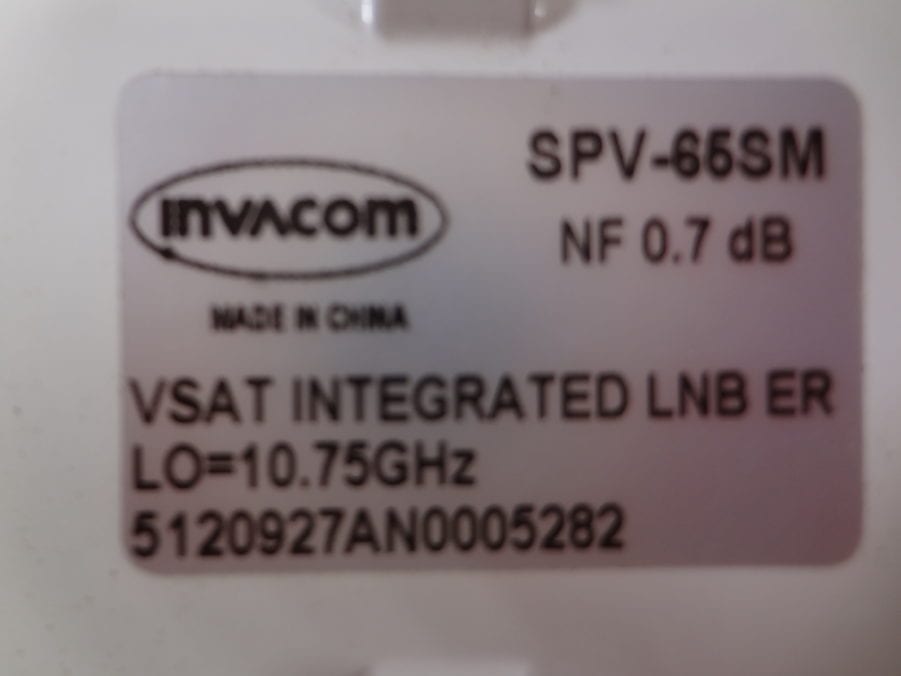 INVACOM
SPV-65SM
NF 0.7 dB
MADE IN CHINA
VSAT INTEGRATED LNB ER
LO=10.75GHz
5120927AN0005282